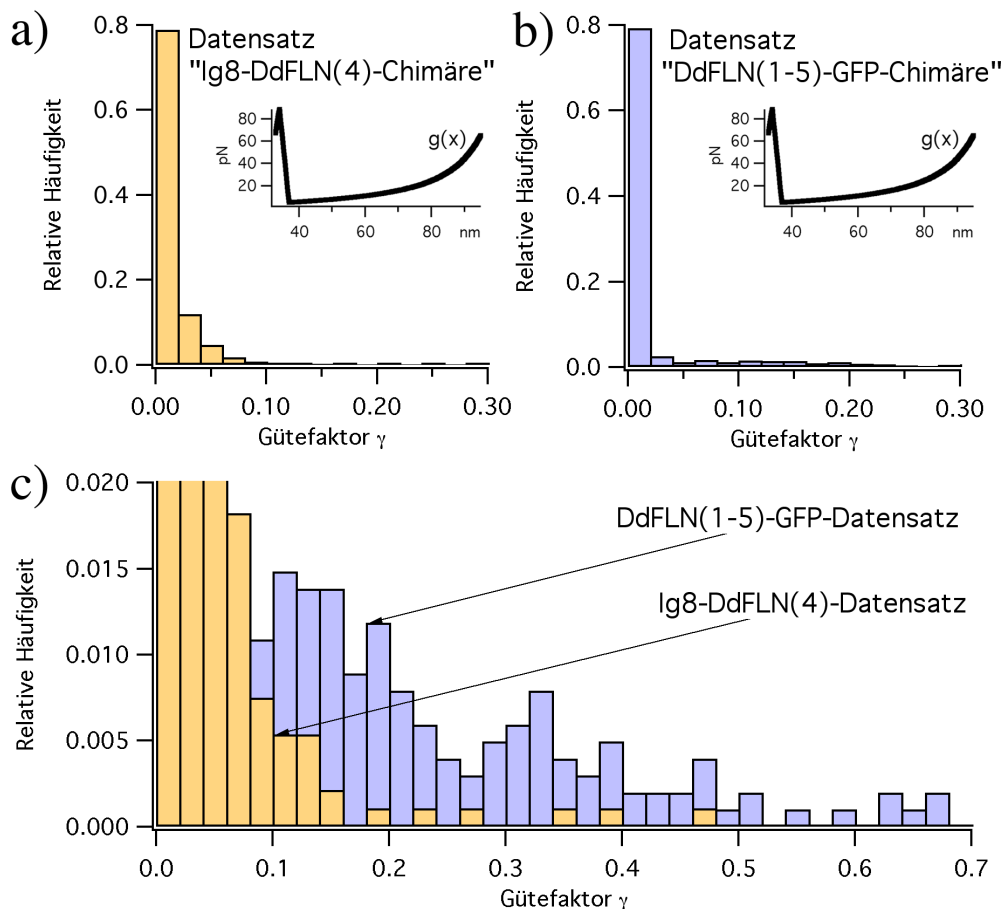 a)
Datensatz
"Ig8-DdFLN(4)-Chimäre"
0.8
0.6
0.4
0.2
0.0
Relative Häufigkeit
80
60
40
20
pN
g(x)
40
60
80
nm
0.00
0.10
0.20
0.30
Gütefaktor γ
b)
Datensatz
"DdFLN(1-5)-GFP-Chimäre"
0.8
0.6
0.4
0.2
0.0
Relative Häufigkeit
80
60
40
20
pN
g(x)
40
60
80
nm
0.00
0.10
0.20
0.30
Gütefaktor γ
c)
0.020
0.015
0.010
0.005
0.000
Relative Häufigkeit
DdFLN(1-5)-GFP-Datensatz
Ig8-DdFLN(4)-Datensatz
0.0
0.1
0.2
0.3
0.4
0.5
0.6
0.7
Gütefaktor γ